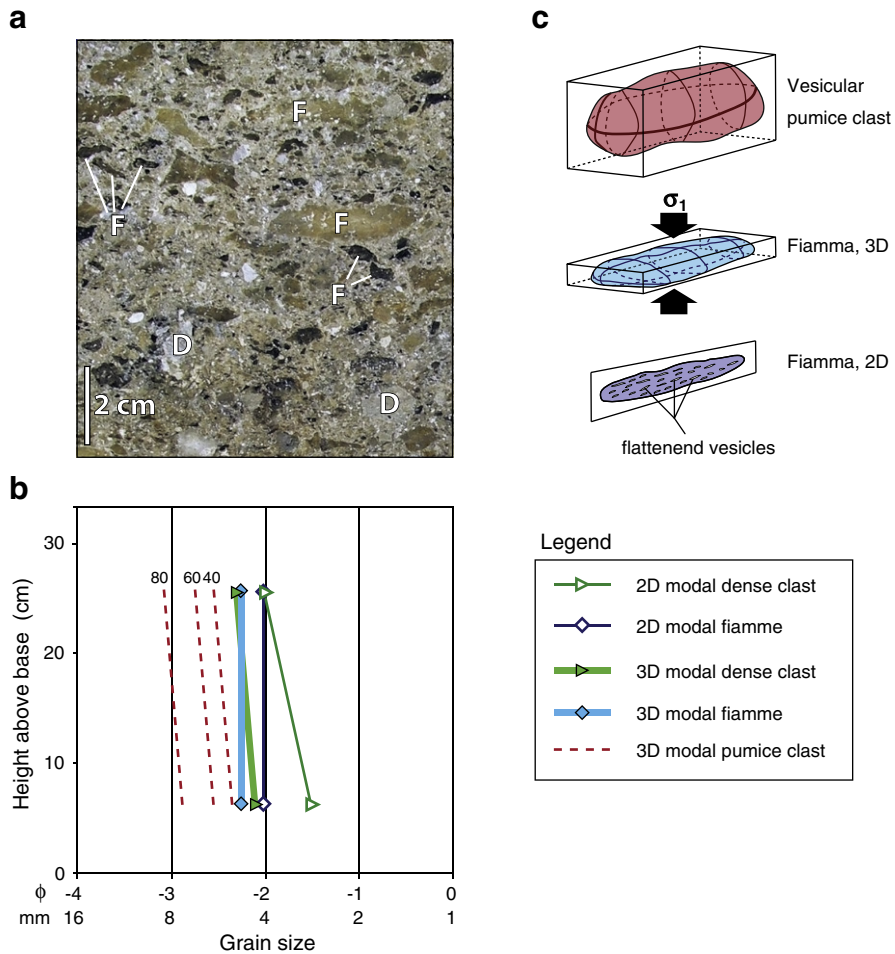 a
F
F
F
F
D
D
2 cm
c
Vesicular
pumice clast
σ1
Fiamma, 3D
Fiamma, 2D
flattenend vesicles
b
Height above base (cm)
30
20
10
0
80 60 40
ϕ -4 -3 -2 -1 0
mm 16 8 4 2 1
Grain size
Legend
2D modal dense clast
2D modal fiamme
3D modal dense clast
3D modal fiamme
3D modal pumice clast